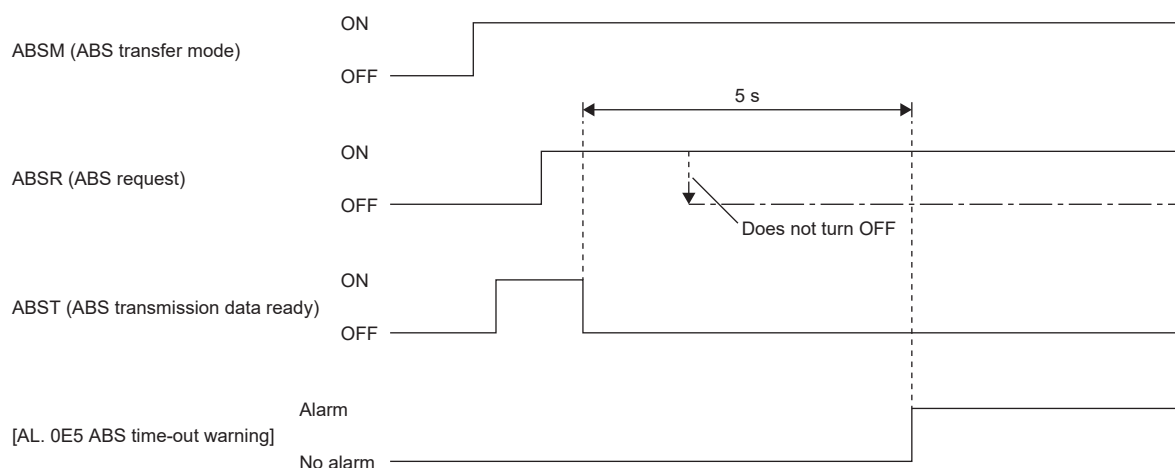 ON
ABSM (ABS transfer mode)
OFF
5 s
ON
ABSR (ABS request)
OFF
Does not turn OFF
ON
ABST (ABS transmission data ready)
OFF
Alarm
[AL. 0E5 ABS time-out warning]
No alarm